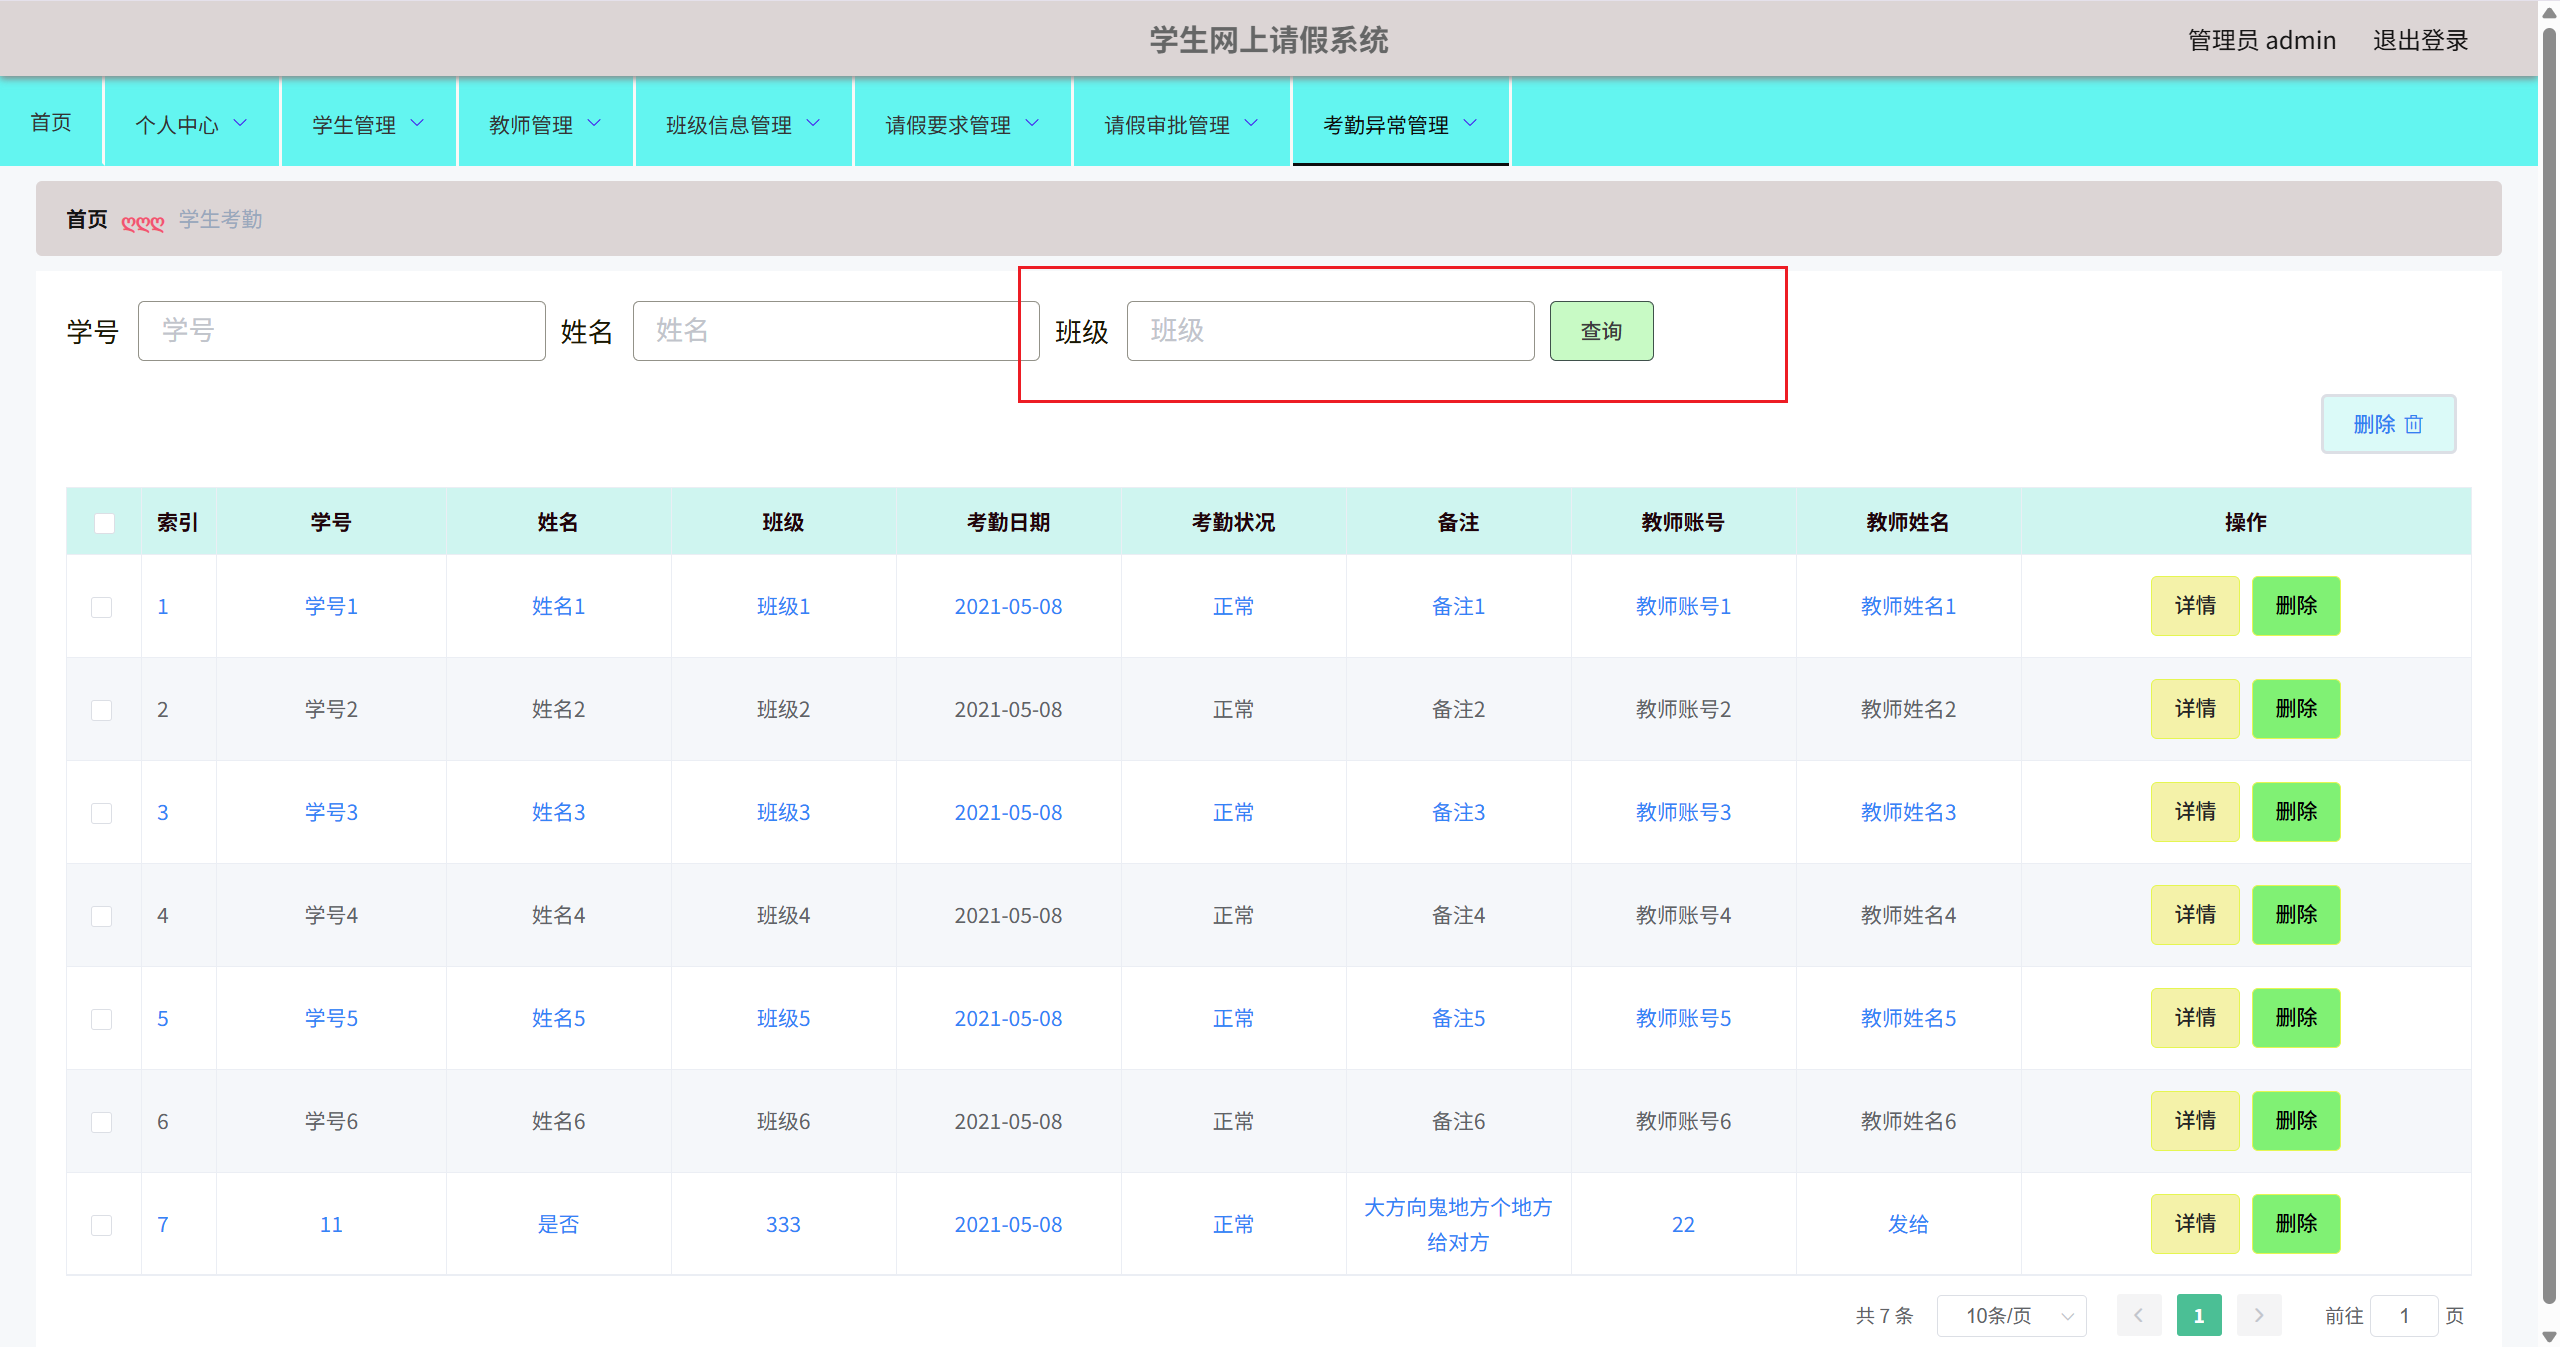 学生网上请假系统
管理员 admin 退出登录
首页 个人中心 学生管理 教师管理 班级信息管理 请假要求管理 请假审批管理 考勤异常管理
首页 ღღღ 学生考勤
学号 学号 姓名 姓名 班级 班级 查询
删除
索引 学号 姓名 班级 考勤日期 考勤状况 备注 教师账号 教师姓名 操作
1 学号1 姓名1 班级1 2021-05-08 正常 备注1 教师账号1 教师姓名1 详情 删除
2 学号2 姓名2 班级2 2021-05-08 正常 备注2 教师账号2 教师姓名2 详情 删除
3 学号3 姓名3 班级3 2021-05-08 正常 备注3 教师账号3 教师姓名3 详情 删除
4 学号4 姓名4 班级4 2021-05-08 正常 备注4 教师账号4 教师姓名4 详情 删除
5 学号5 姓名5 班级5 2021-05-08 正常 备注5 教师账号5 教师姓名5 详情 删除
6 学号6 姓名6 班级6 2021-05-08 正常 备注6 教师账号6 教师姓名6 详情 删除
7 11 是否 333 2021-05-08 正常 大方向鬼地方个地方 22 发给 详情 删除
给对方
共 7 条 10条/页 1 前往 1 页